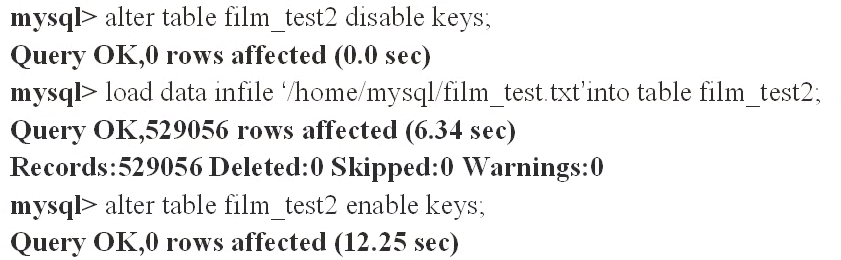 mysql> alter table film_test2 disable keys;
Query OK,0 rows affected (0.0 sec)
mysql> load data infile ‘/home/mysql/film_test.txt’into table film_test2;
Query OK,529056 rows affected (6.34 sec)
Records:529056 Deleted:0 Skipped:0 Warnings:0
mysql> alter table film_test2 enable keys;
Query OK,0 rows affected (12.25 sec)